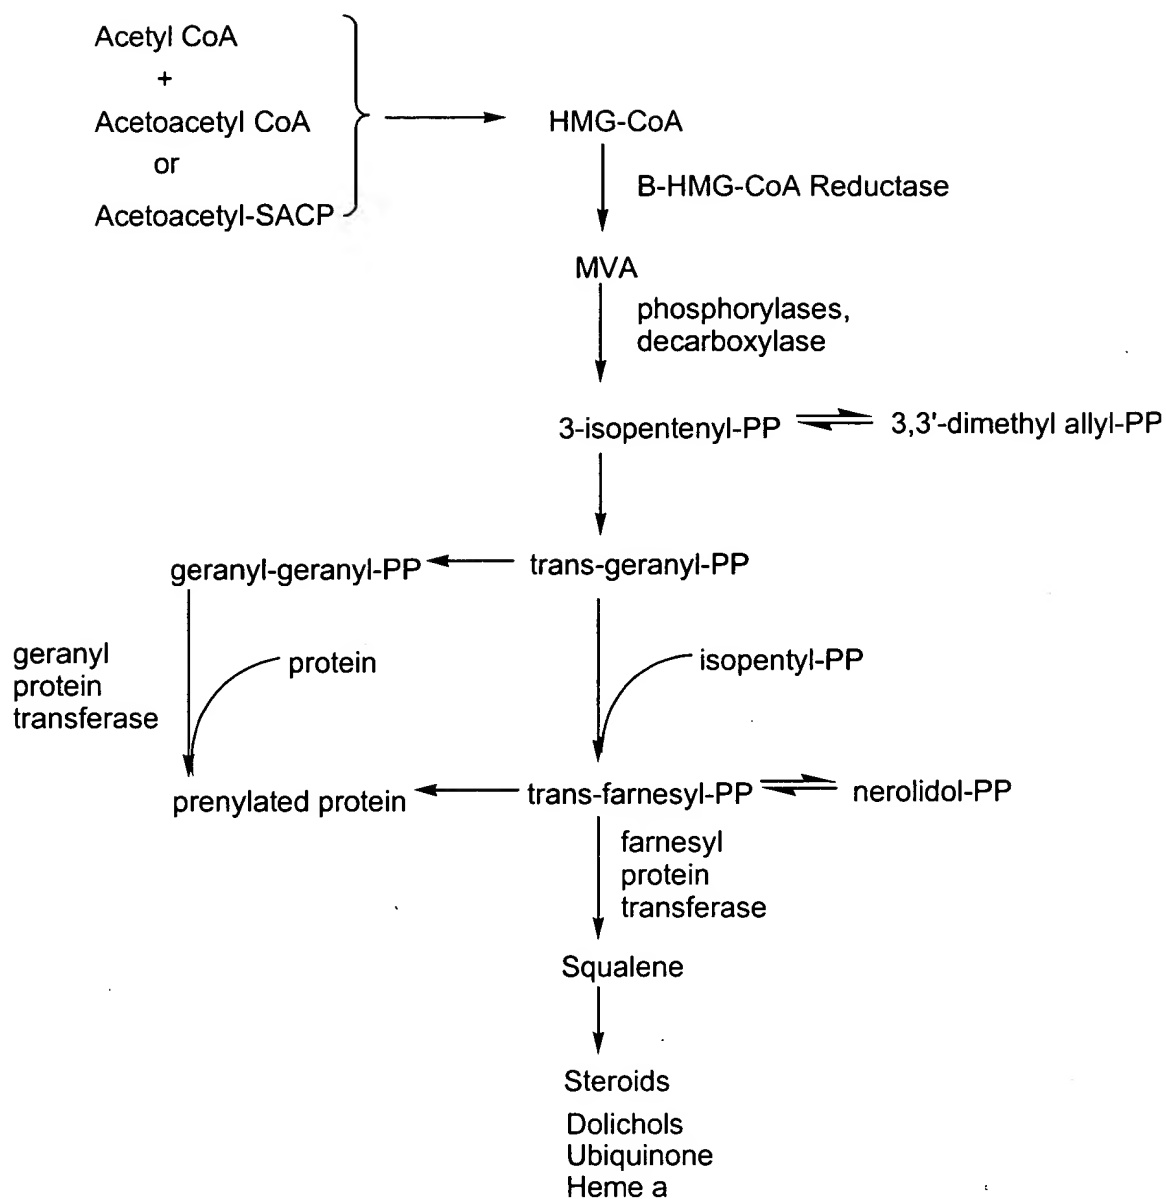 Acetyl CoA
+
Acetoacetyl CoA
or
Acetoacetyl-SACP
HMG-CoA
B-HMG-CoA Reductase
MVA
phosphorylases,
decarboxylase
3-isopentenyl-PP
3,3'-dimethyl allyl-PP
geranyl-geranyl-PP
trans-geranyl-PP
geranyl
protein
transferase
protein
isopentyl-PP
prenylated protein
trans-farnesyl-PP
nerolidol-PP
farnesyl
protein
transferase
Squalene
Steroids
Dolichols
Ubiquinone
Heme a